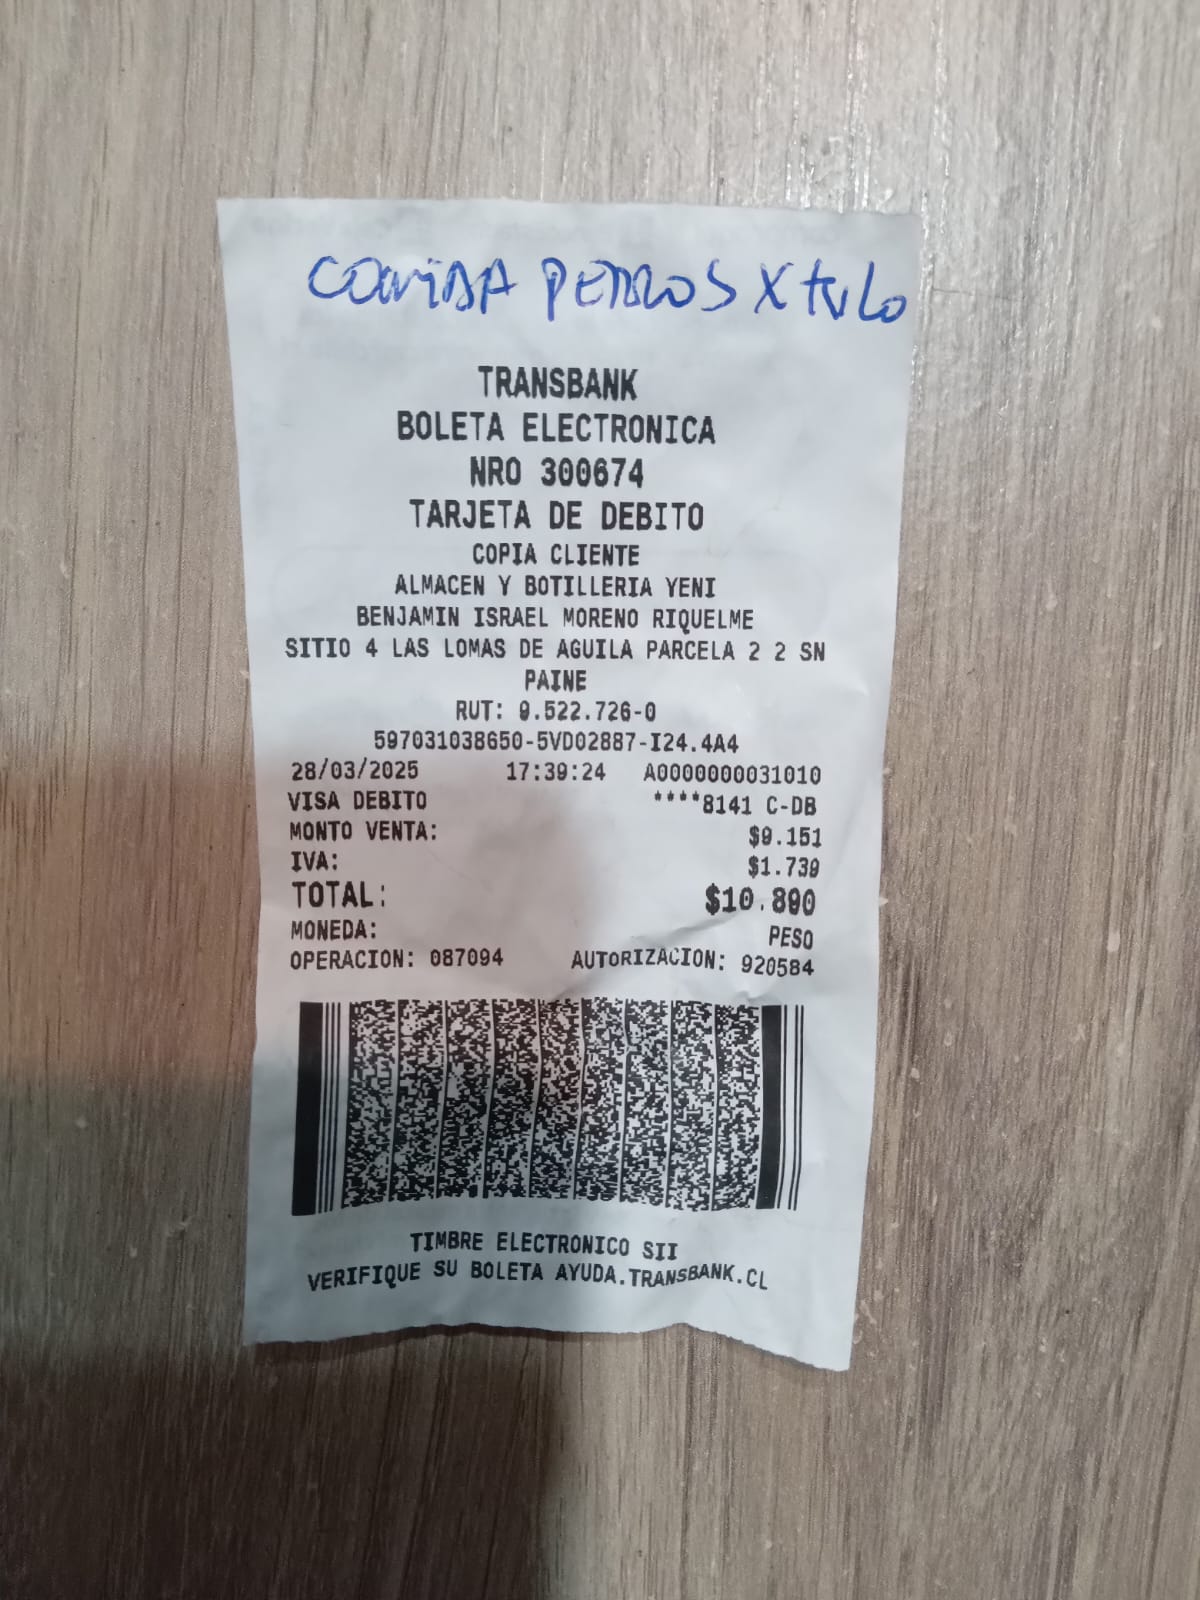 COMIDA PERROS X tulo
TRANSBANK
BOLETA ELECTRONICA
NRO 300674
TARJETA DE DEBITO
COPIA CLIENTE
ALMACEN Y BOTILLERIA YENI
BENJAMIN ISRAEL MORENO RIQUELME
SITIO 4 LAS LOMAS DE AGUILA PARCELA 2 2 SN
PAINE
RUT: 9.522.726-0
597031038650-5VD02887-I24.4A4
28/03/2025 17:39:24 A0000000031010
VISA DEBITO ****8141 C-DB
MONTO VENTA: $9.151
IVA: $1.739
TOTAL: $10.890
MONEDA: PESO
OPERACION: 087094 AUTORIZACION: 920584
TIMBRE ELECTRONICO SII
VERIFIQUE SU BOLETA AYUDA.TRANSBANK.CL